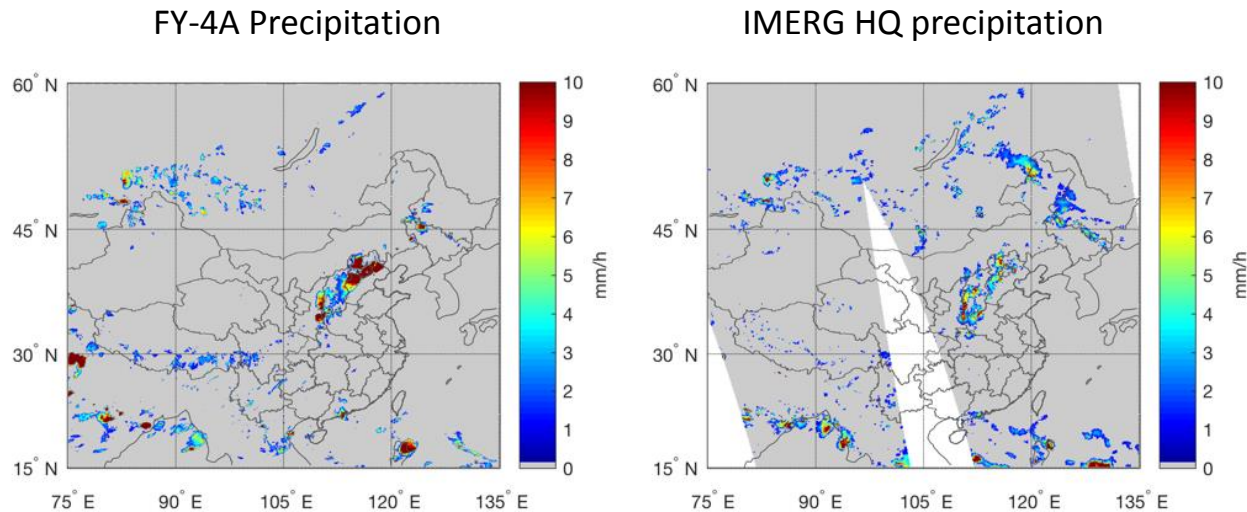 FY-4A Precipitation
IMERG HQ precipitation
60° N
45° N
30° N
15° N
75° E
90° E
105° E
120° E
135° E
10
9
8
7
6
5
4
3
2
1
0
mm/h
60° N
45° N
30° N
15° N
75° E
90° E
105° E
120° E
135° E
10
9
8
7
6
5
4
3
2
1
0
mm/h